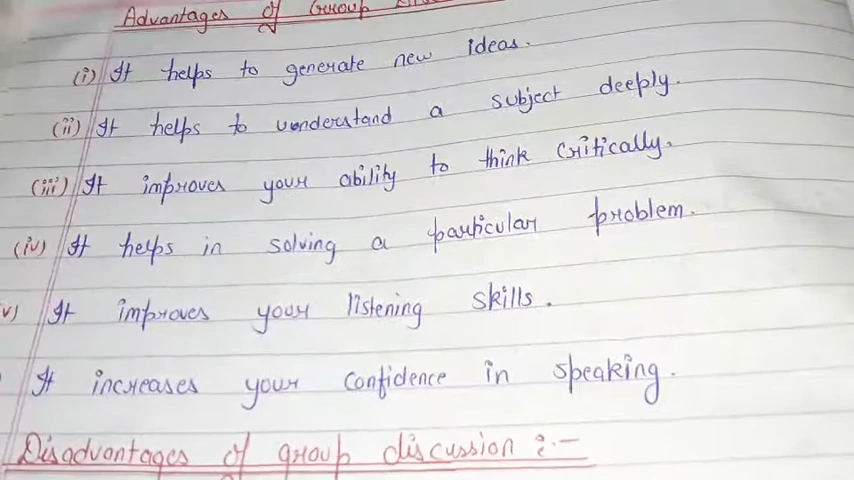 Advantages of Group
(i) It helps to generate new ideas.
(ii) It helps to understand a subject deeply.
(iii) It improves your ability to think critically.
(iv) It helps in solving a particular problem.
v) It improves your listening skills.
It increases your confidence in speaking.
Disadvantages of group discussion :-